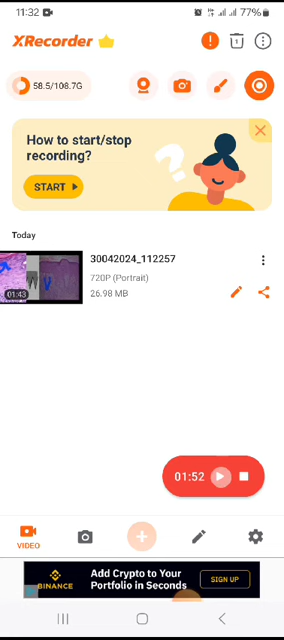 11:32
77%
XRecorder
1
58.5/108.7G
How to start/stop
recording?
START
Today
30042024_112257
720P (Portrait)
26.98 MB
01:43
01:52
VIDEO
BINANCE
Add Crypto to Your
Portfolio in Seconds
SIGN UP